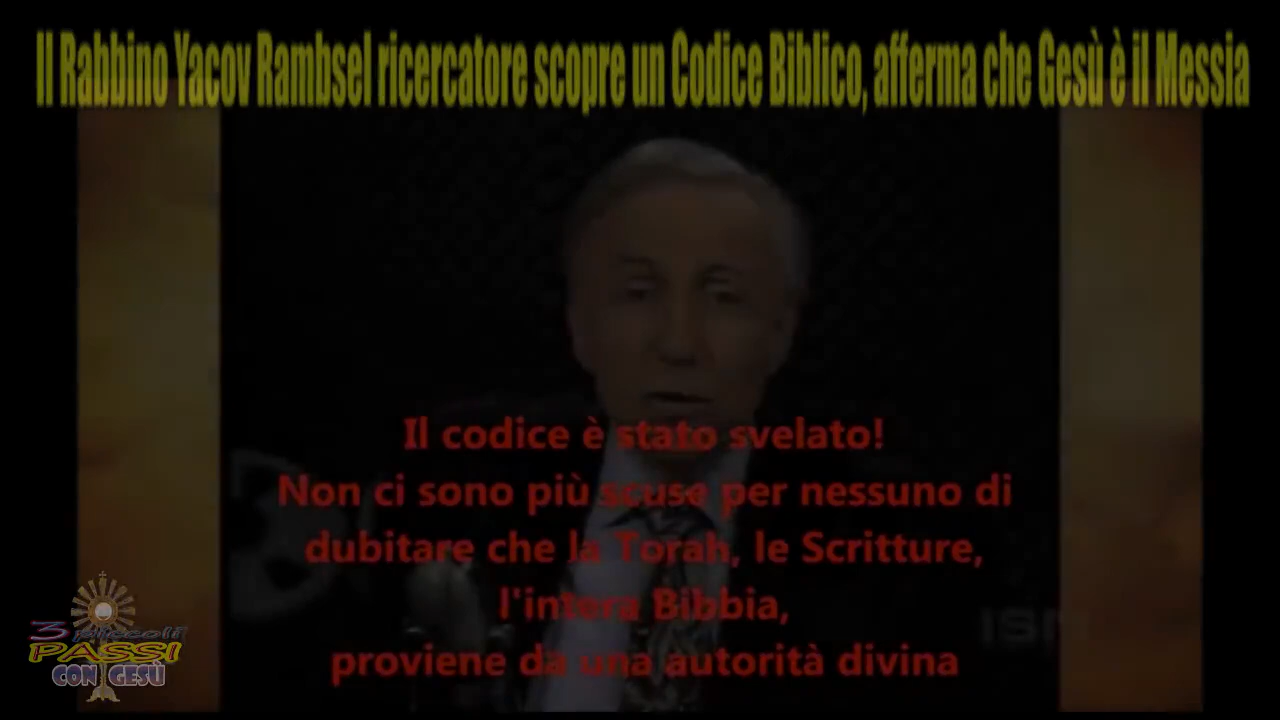 Il Rabbino Yacov Rambsel ricercatore scopre un Codice Biblico, afferma che Gesù è il Messia
Il codice è stato svelato!
Non ci sono più scuse per nessuno di
dubitare che la Torah, le Scritture,
l'intera Bibbia,
proviene da una autorità divina
3 piccoli
PASSI
CON GESÙ